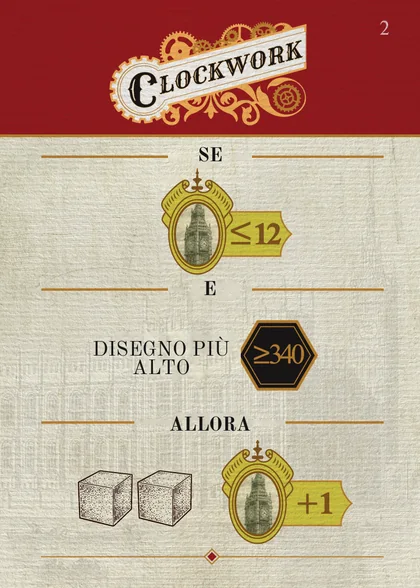 2
CLOCKWORK
SE
≤12
E
DISEGNO PIÙ
ALTO
≥340
ALLORA
+1